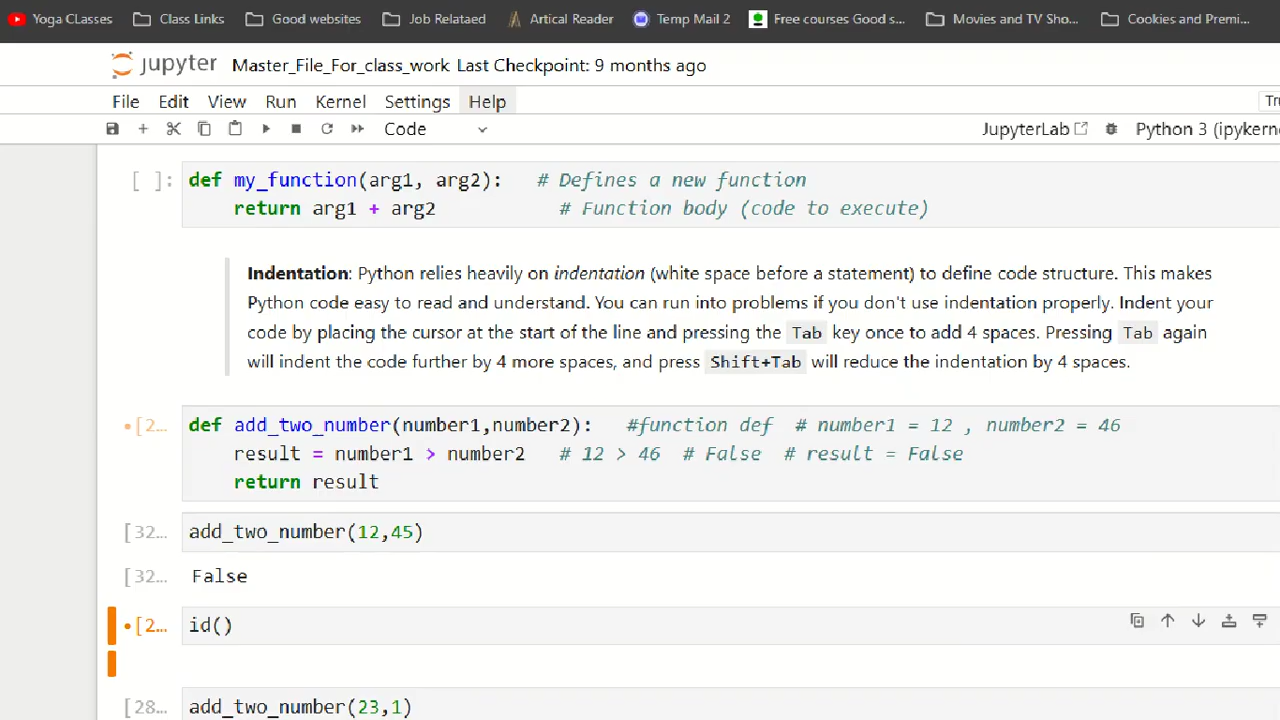 Yoga CLasses Class Links Good websites Job Releated Artical Reader Temp Mail 2 Free courses Good s... Movies and TV Sho... Cookies and Premi...
jupyter Master_File_For_class_work Last Checkpoint: 9 months ago
File Edit View Run Kernel Settings Help
Code JupyterLab Python 3 (ipykern
[ ]: def my_function(arg1, arg2): # Defines a new function
return arg1 + arg2 # Function body (code to execute)
Indentation: Python relies heavily on indentation (white space before a statement) to define code structure. This makes
Python code easy to read and understand. You can run into problems if you don't use indentation properly. Indent your
code by placing the cursor at the start of the line and pressing the Tab key once to add 4 spaces. Pressing Tab again
will indent the code further by 4 more spaces, and press Shift+Tab will reduce the indentation by 4 spaces.
•[2... def add_two_number(number1,number2): #function def # number1 = 12 , number2 = 46
result = number1 > number2 # 12 > 46 # False # result = False
return result
[32... add_two_number(12,45)
[32... False
•[2... id()
[28... add_two_number(23,1)